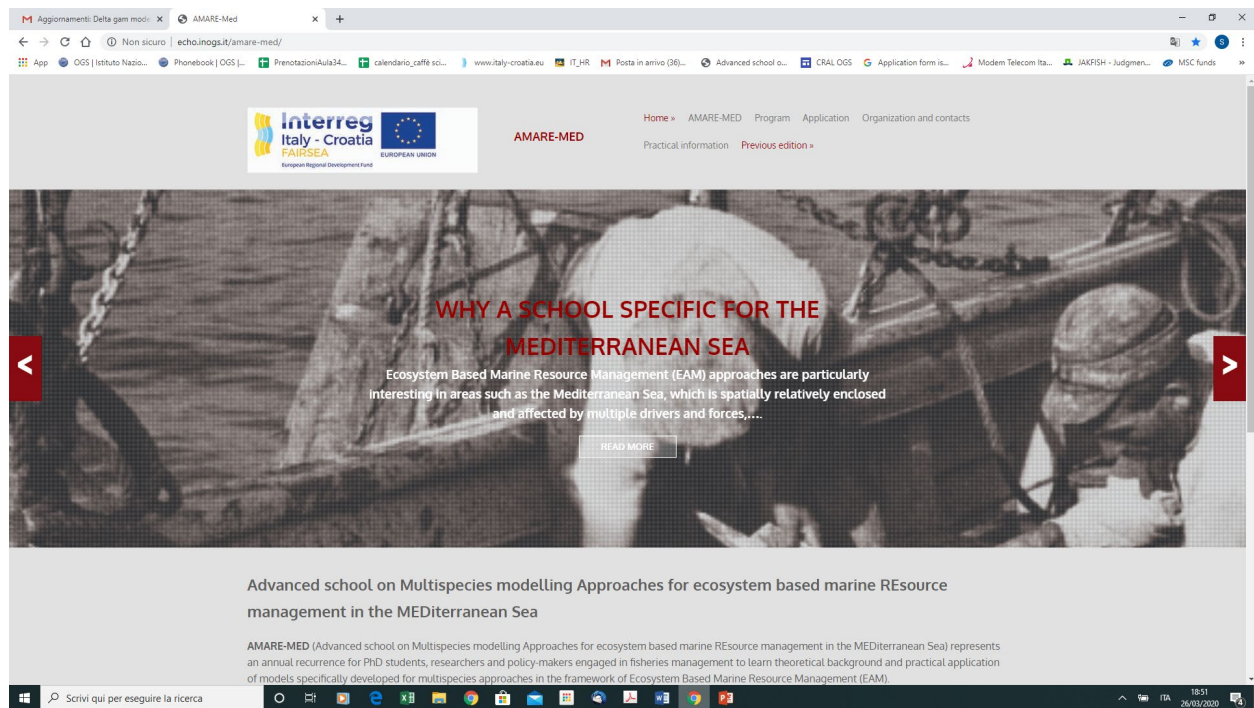 Aggiornamenti: Delta gam mode
AMARE-Med
Non sicuro | echo.inogs.it/amare-med/
App
OGS | Istituto Nazio...
Phonebook | OGS |...
PrenotazioniAula34...
calendario_caffè sci...
www.italy-croatia.eu
IT_HR
Posta in arrivo (36)...
Advanced school o...
CRAL OGS
Application form is...
Modem Telecom Ita...
JAKFISH - Judgmen...
MSC funds
»
S
Interreg
Italy - Croatia
FAIRSEA
European Regional Development Fund
EUROPEAN UNION
AMARE-MED
Home » AMARE-MED Program Application Organization and contacts
Practical information Previous edition »
WHY A SCHOOL SPECIFIC FOR THE
MEDITERRANEAN SEA
Ecosystem Based Marine Resource Management (EAM) approaches are particularly
interesting in areas such as the Mediterranean Sea, which is spatially relatively enclosed
and affected by multiple drivers and forces,....
READ MORE
<
>
Advanced school on Multispecies modelling Approaches for ecosystem based marine REsource
management in the MEDiterranean Sea
AMARE-MED (Advanced school on Multispecies modelling Approaches for ecosystem based marine REsource management in the MEDiterranean Sea) represents
an annual recurrence for PhD students, researchers and policy-makers engaged in fisheries management to learn theoretical background and practical application
of models specifically developed for multispecies approaches in the framework of Ecosystem Based Marine Resource Management (EAM).
Scrivi qui per eseguire la ricerca
ITA
18:51
26/03/2020
4